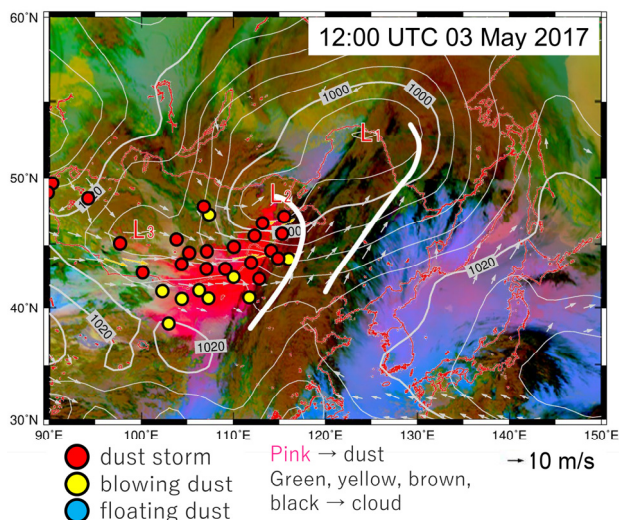 12:00 UTC 03 May 2017
60°N
1000
1000
L1
50°N
L2
1000
1020
L3
1020
40°N
1020
30°N
90°E
100°E
110°E
120°E
130°E
140°E
150°E
dust storm
Pink → dust
→ 10 m/s
blowing dust
Green, yellow, brown,
black → cloud
floating dust